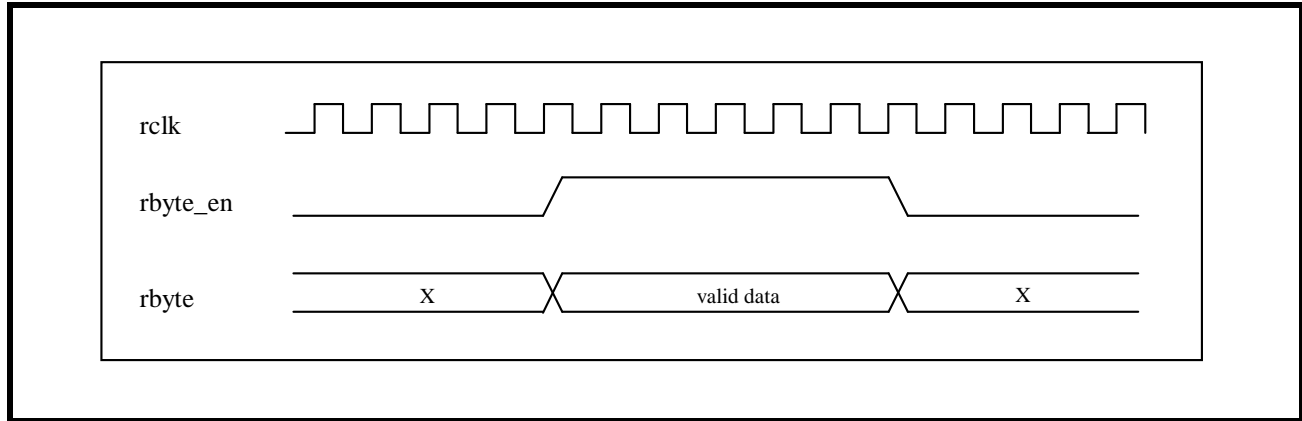 rclk
rbyte_en
rbyte X valid data X